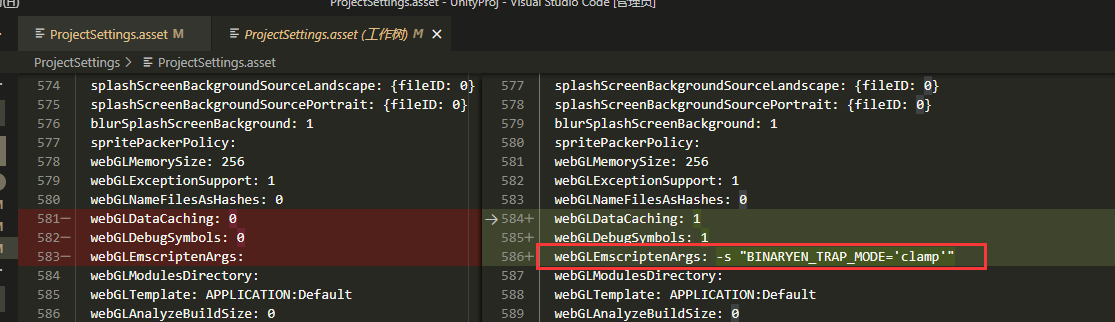 ProjectSettings.asset - UnityProj - Visual Studio Code [管理员]
ProjectSettings.asset M
ProjectSettings.asset (工作树) M
ProjectSettings > ProjectSettings.asset
574 splashScreenBackgroundSourceLandscape: {fileID: 0}
575 splashScreenBackgroundSourcePortrait: {fileID: 0}
576 blurSplashScreenBackground: 1
577 spritePackerPolicy:
578 webGLMemorySize: 256
579 webGLExceptionSupport: 1
580 webGLNameFilesAsHashes: 0
581− webGLDataCaching: 0
582− webGLDebugSymbols: 0
583− webGLEmscriptenArgs:
584 webGLModulesDirectory:
585 webGLTemplate: APPLICATION:Default
586 webGLAnalyzeBuildSize: 0
577 splashScreenBackgroundSourceLandscape: {fileID: 0}
578 splashScreenBackgroundSourcePortrait: {fileID: 0}
579 blurSplashScreenBackground: 1
580 spritePackerPolicy:
581 webGLMemorySize: 256
582 webGLExceptionSupport: 1
583 webGLNameFilesAsHashes: 0
584+ webGLDataCaching: 1
585+ webGLDebugSymbols: 1
586+ webGLEmscriptenArgs: -s "BINARYEN_TRAP_MODE='clamp'"
587 webGLModulesDirectory:
588 webGLTemplate: APPLICATION:Default
589 webGLAnalyzeBuildSize: 0